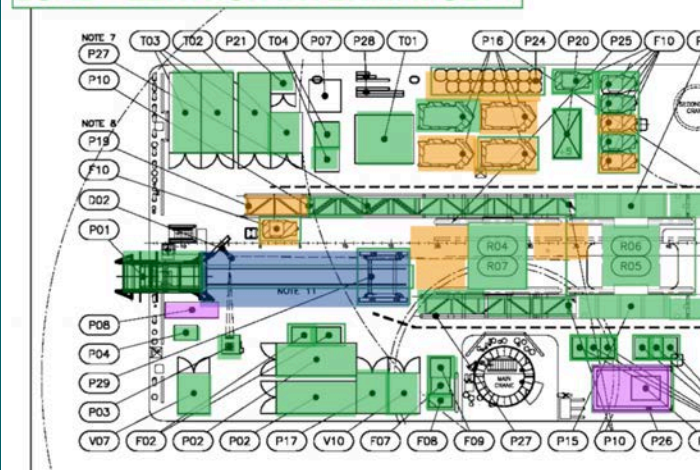 NOTE 7
T03 T02 P21 T04 P07 P28 T01 P16 P24 P20 P25 F10
P27
P10
NOTE 8
P19
F10
D02
P01
R04 R06
R07 R05
NOTE 11
P08
P04
P29
P03
MAIN
CRANE
V07 F02 P02 P02 P17 V10 F07 F08 F09 P27 P15 P10 P26